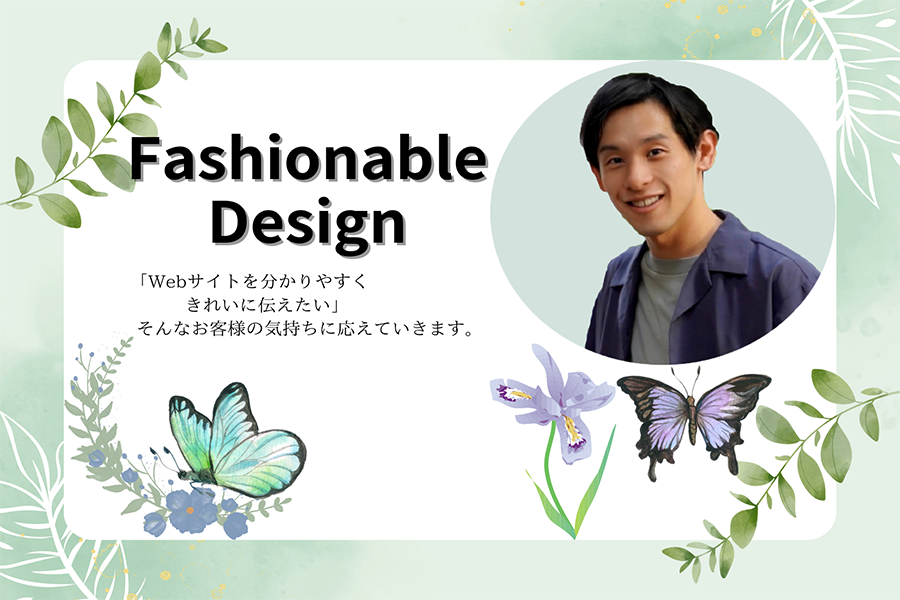 Fashionable
Design
「Webサイトを分かりやすく
きれいに伝えたい」
そんなお客様の気持ちに応えていきます。